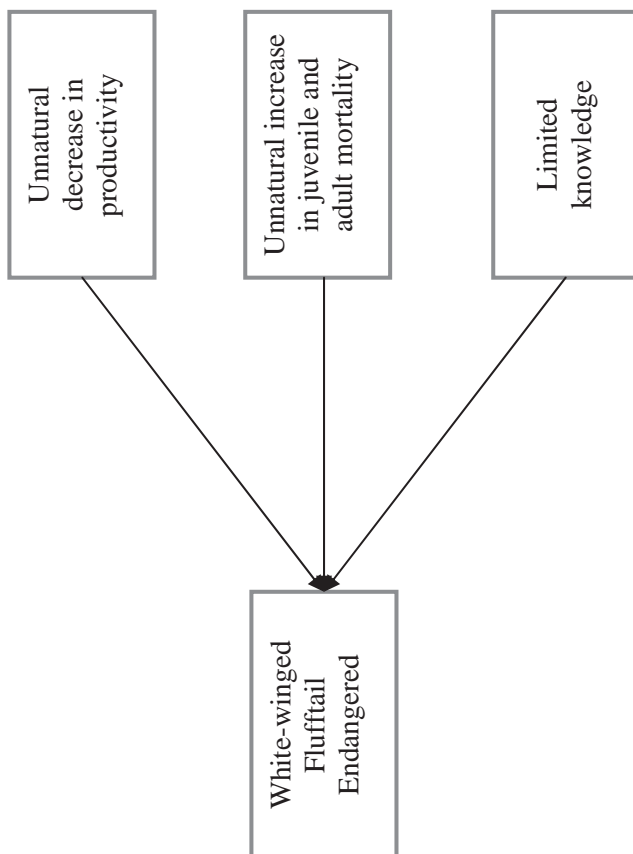 Unnatural
decrease in
productivity
Unnatural increase
in juvenile and
adult mortality
Limited
knowledge
White-winged
Flufftail
Endangered